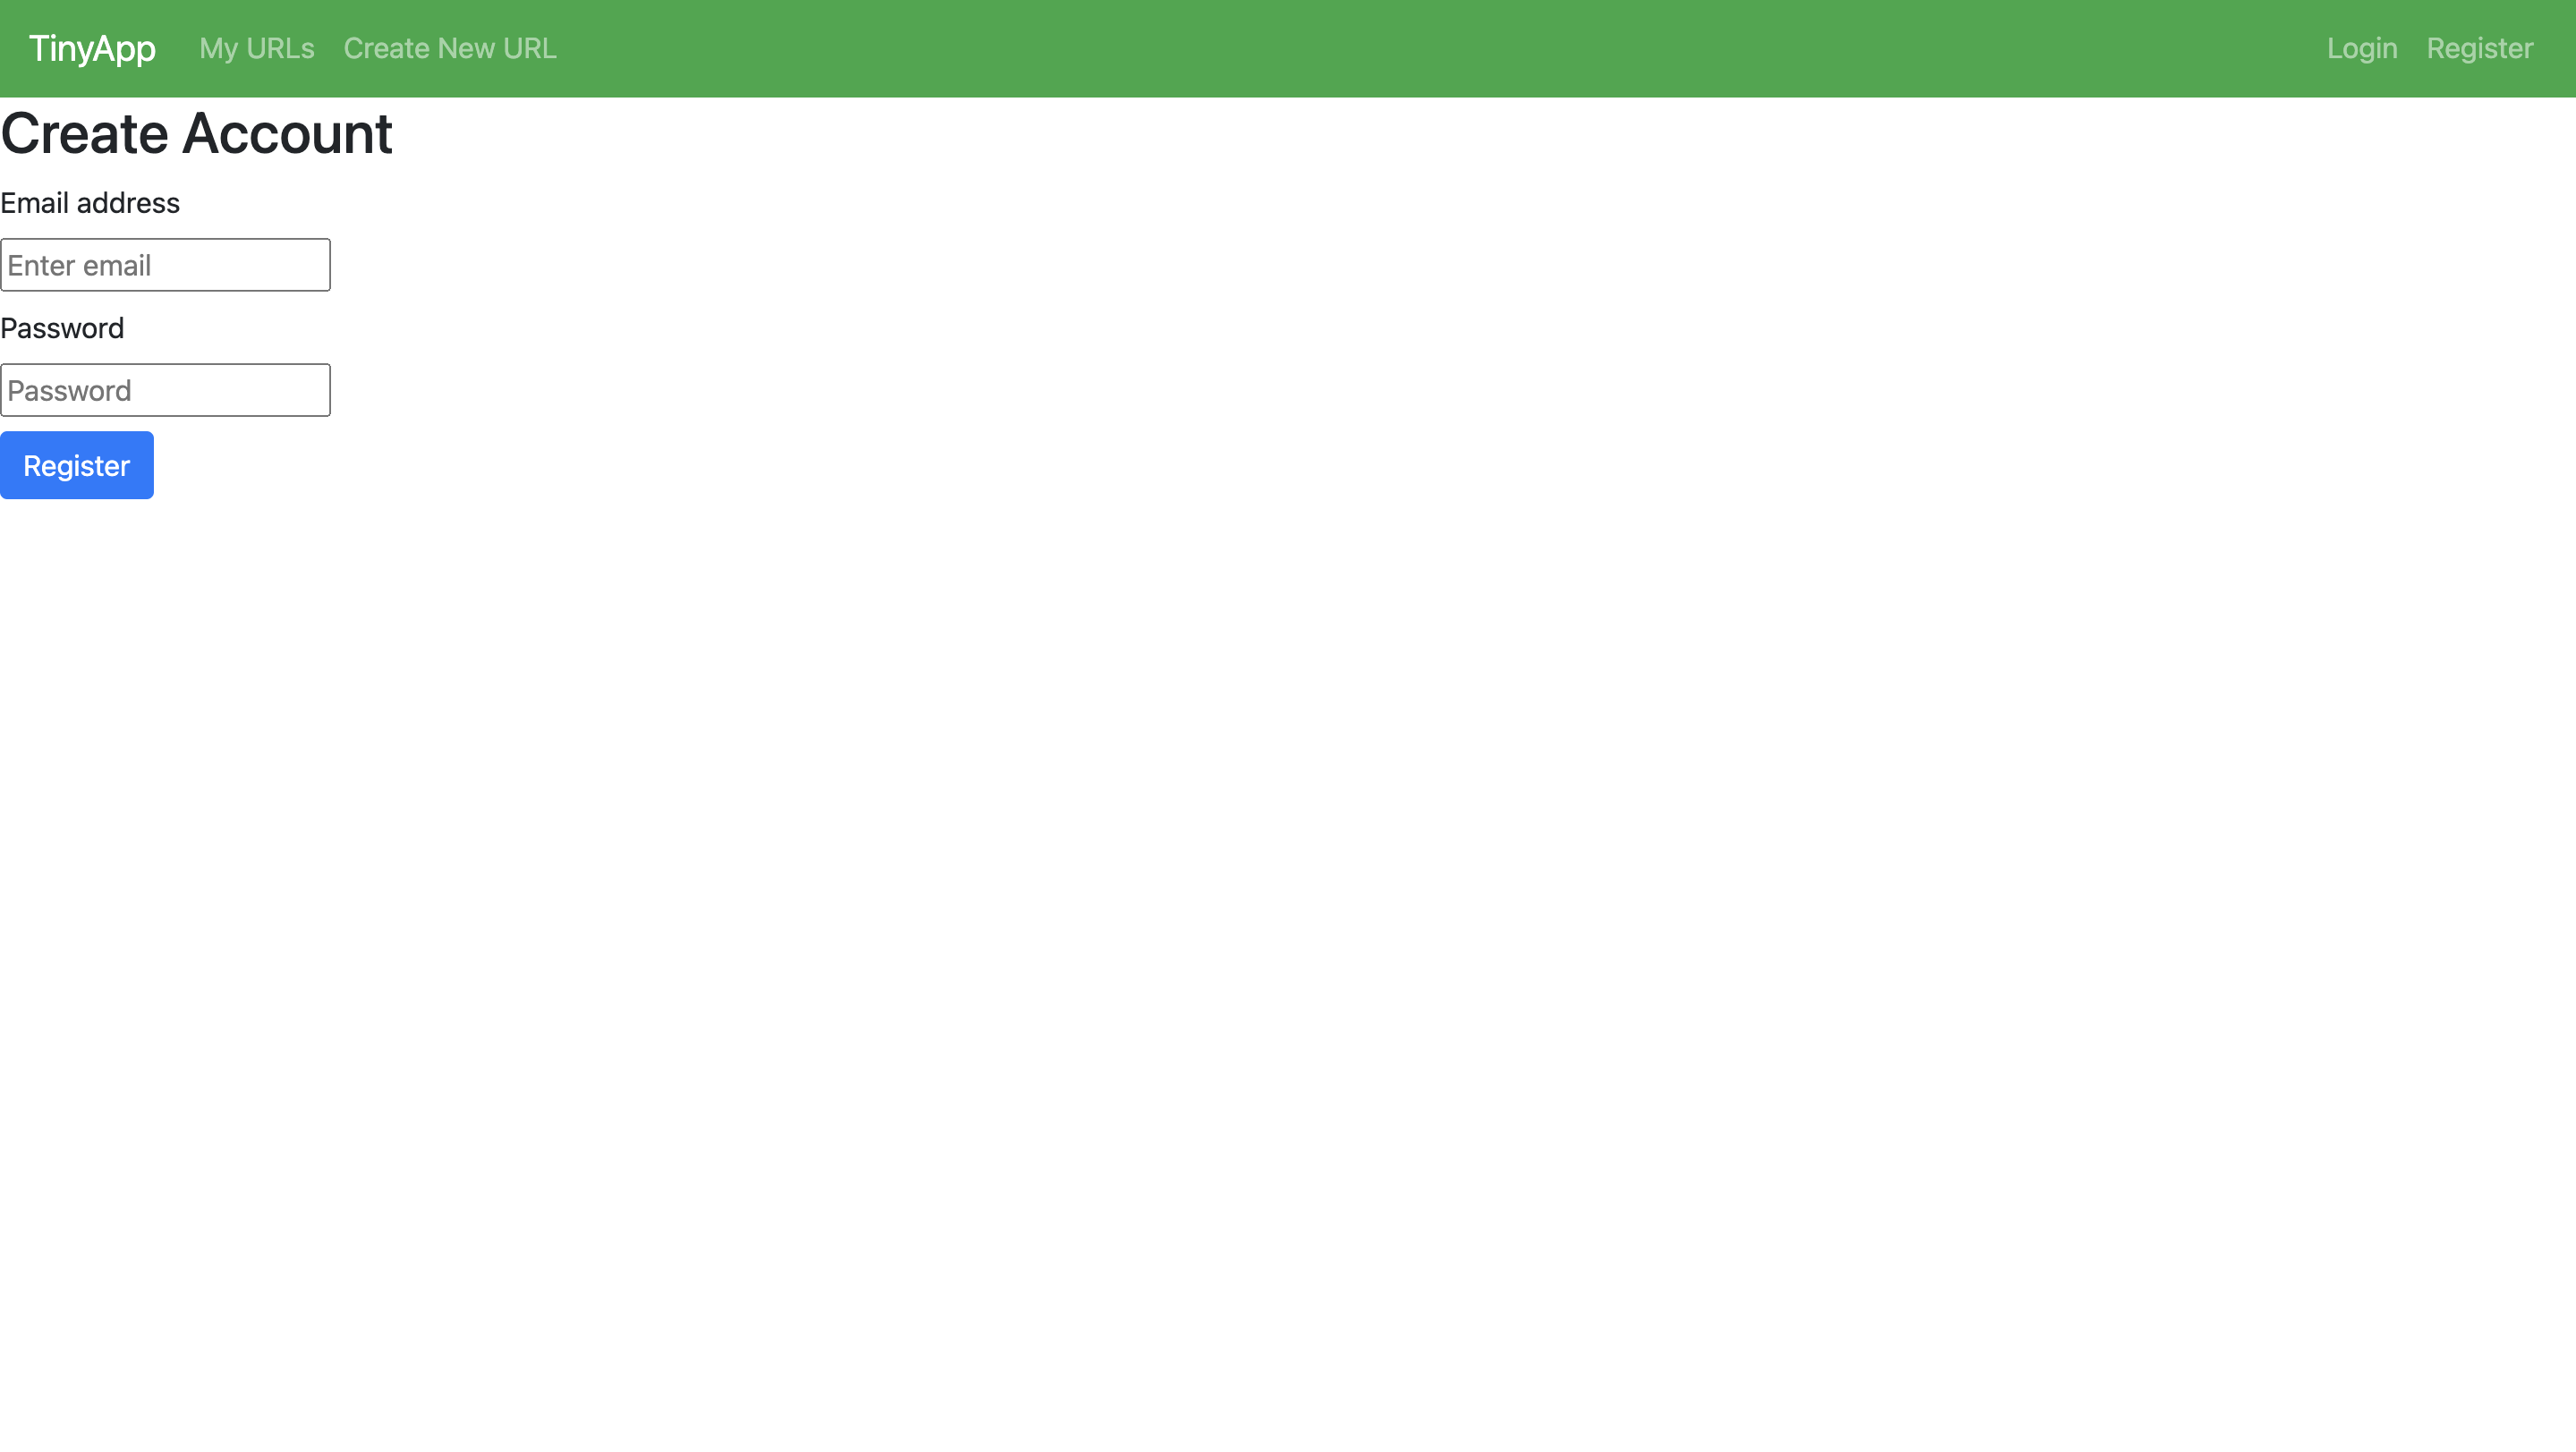 TinyApp My URLs Create New URL Login Register
Create Account
Email address
Enter email
Password
Password
Register